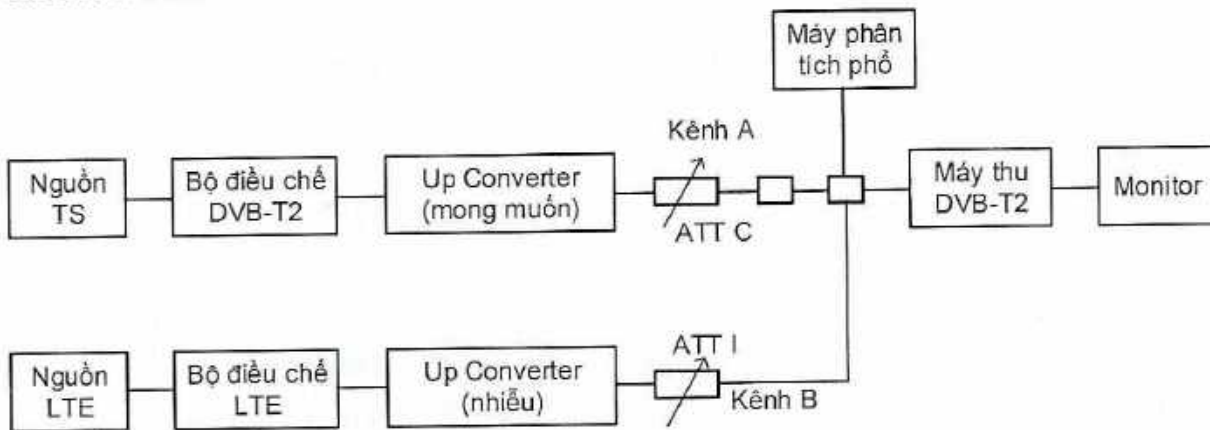 Máy phân
tích phổ
Kênh A
Nguồn
TS
Bộ điều chế
DVB-T2
Up Converter
(mong muốn)
ATT C
Máy thu
DVB-T2
Monitor
Nguồn
LTE
Bộ điều chế
LTE
Up Converter
(nhiễu)
ATT I
Kênh B